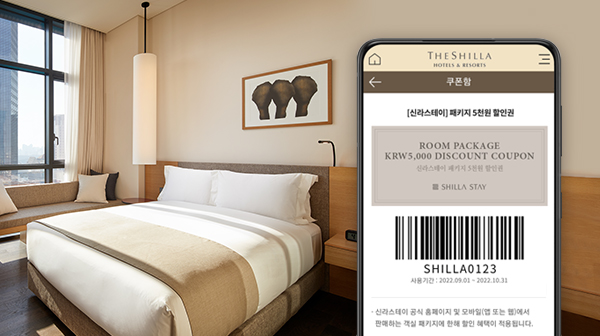 THE SHILLA
HOTELS & RESORTS
쿠폰함
[신라스테이] 패키지 5천원 할인권
ROOM PACKAGE
KRW5,000 DISCOUNT COUPON
신라스테이 패키지 5천원 할인권
SHILLA STAY
SHILLA0123
사용기간 : 2022.09.01 ~ 2022.10.31
· 신라스테이 공식 홈페이지 및 모바일(앱 또는 웹)에서
판매하는 객실 패키지에 한해 할인 혜택이 적용됩니다.